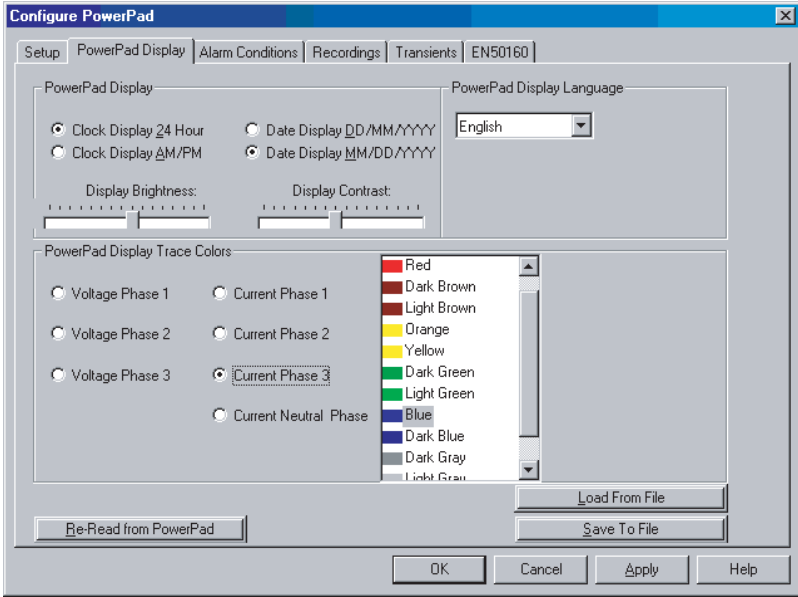 Configure PowerPad
Setup PowerPad Display Alarm Conditions Recordings Transients EN50160
PowerPad Display
Clock Display 24 Hour
Clock Display AM/PM
Date Display DD/MM/YYYY
Date Display MM/DD/YYYY
Display Brightness:
Display Contrast:
PowerPad Display Language
English
PowerPad Display Trace Colors
Voltage Phase 1
Voltage Phase 2
Voltage Phase 3
Current Phase 1
Current Phase 2
Current Phase 3
Current Neutral Phase
Red
Dark Brown
Light Brown
Orange
Yellow
Dark Green
Light Green
Blue
Dark Blue
Dark Gray
Light Gray
Load From File
Re-Read from PowerPad
Save To File
OK Cancel Apply Help